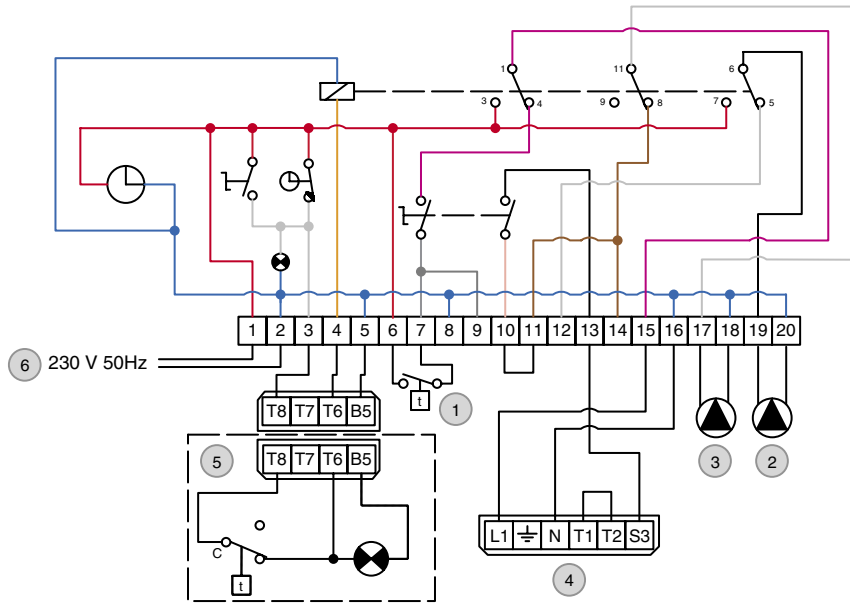 1 11 6
3 4 9 8 7 5
1 2 3 4 5 6 7 8 9 10 11 12 13 14 15 16 17 18 19 20
6 230 V 50Hz
t 1
T8 T7 T6 B5
5 T8 T7 T6 B5 3 2
C
t
L1 N T1 T2 S3
4